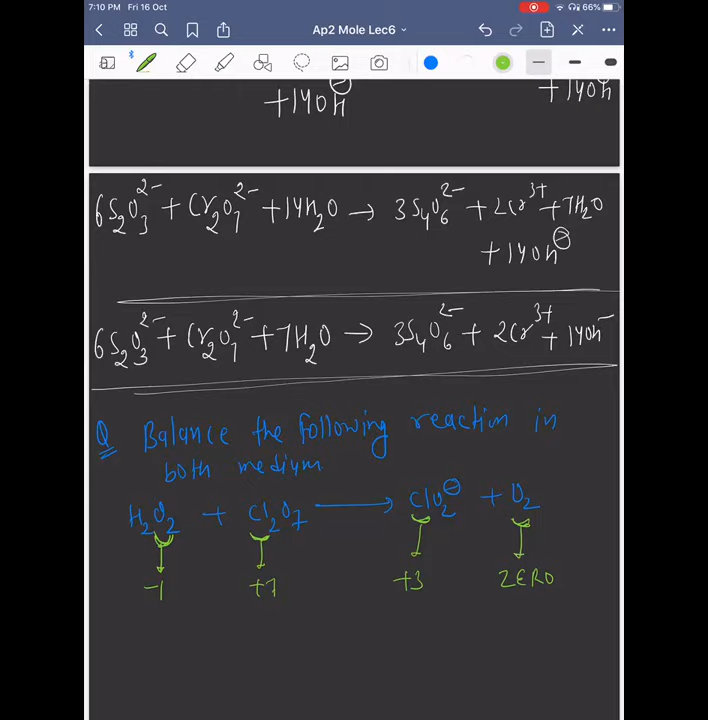 7:10 PM Fri 16 Oct 66%
Ap2 Mole Lec6
+14OH⊖ +14OH
6S₂O₃²⁻ + Cr₂O₇²⁻ + 14H₂O → 3S₄O₆²⁻ + 2Cr³⁺ + 7H₂O
+ 14OH⊖
6S₂O₃²⁻ + Cr₂O₇²⁻ + 7H₂O → 3S₄O₆²⁻ + 2Cr³⁺ + 14OH⁻
Q Balance the following reaction in
both medium
H₂O₂ + Cl₂O₇ → ClO₂⊖ + O₂
-1 +7 +3 ZERO